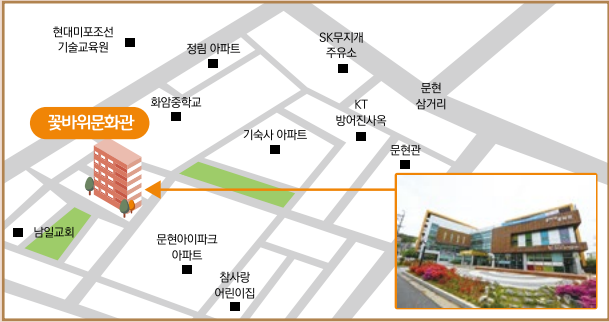 현대미포조선
기술교육원
정림 아파트
SK무지개
주유소
문현
삼거리
화암중학교
KT
방어진사옥
꽃바위문화관
기숙사 아파트
문현관
남일교회
문현아이파크
아파트
참사랑
어린이집